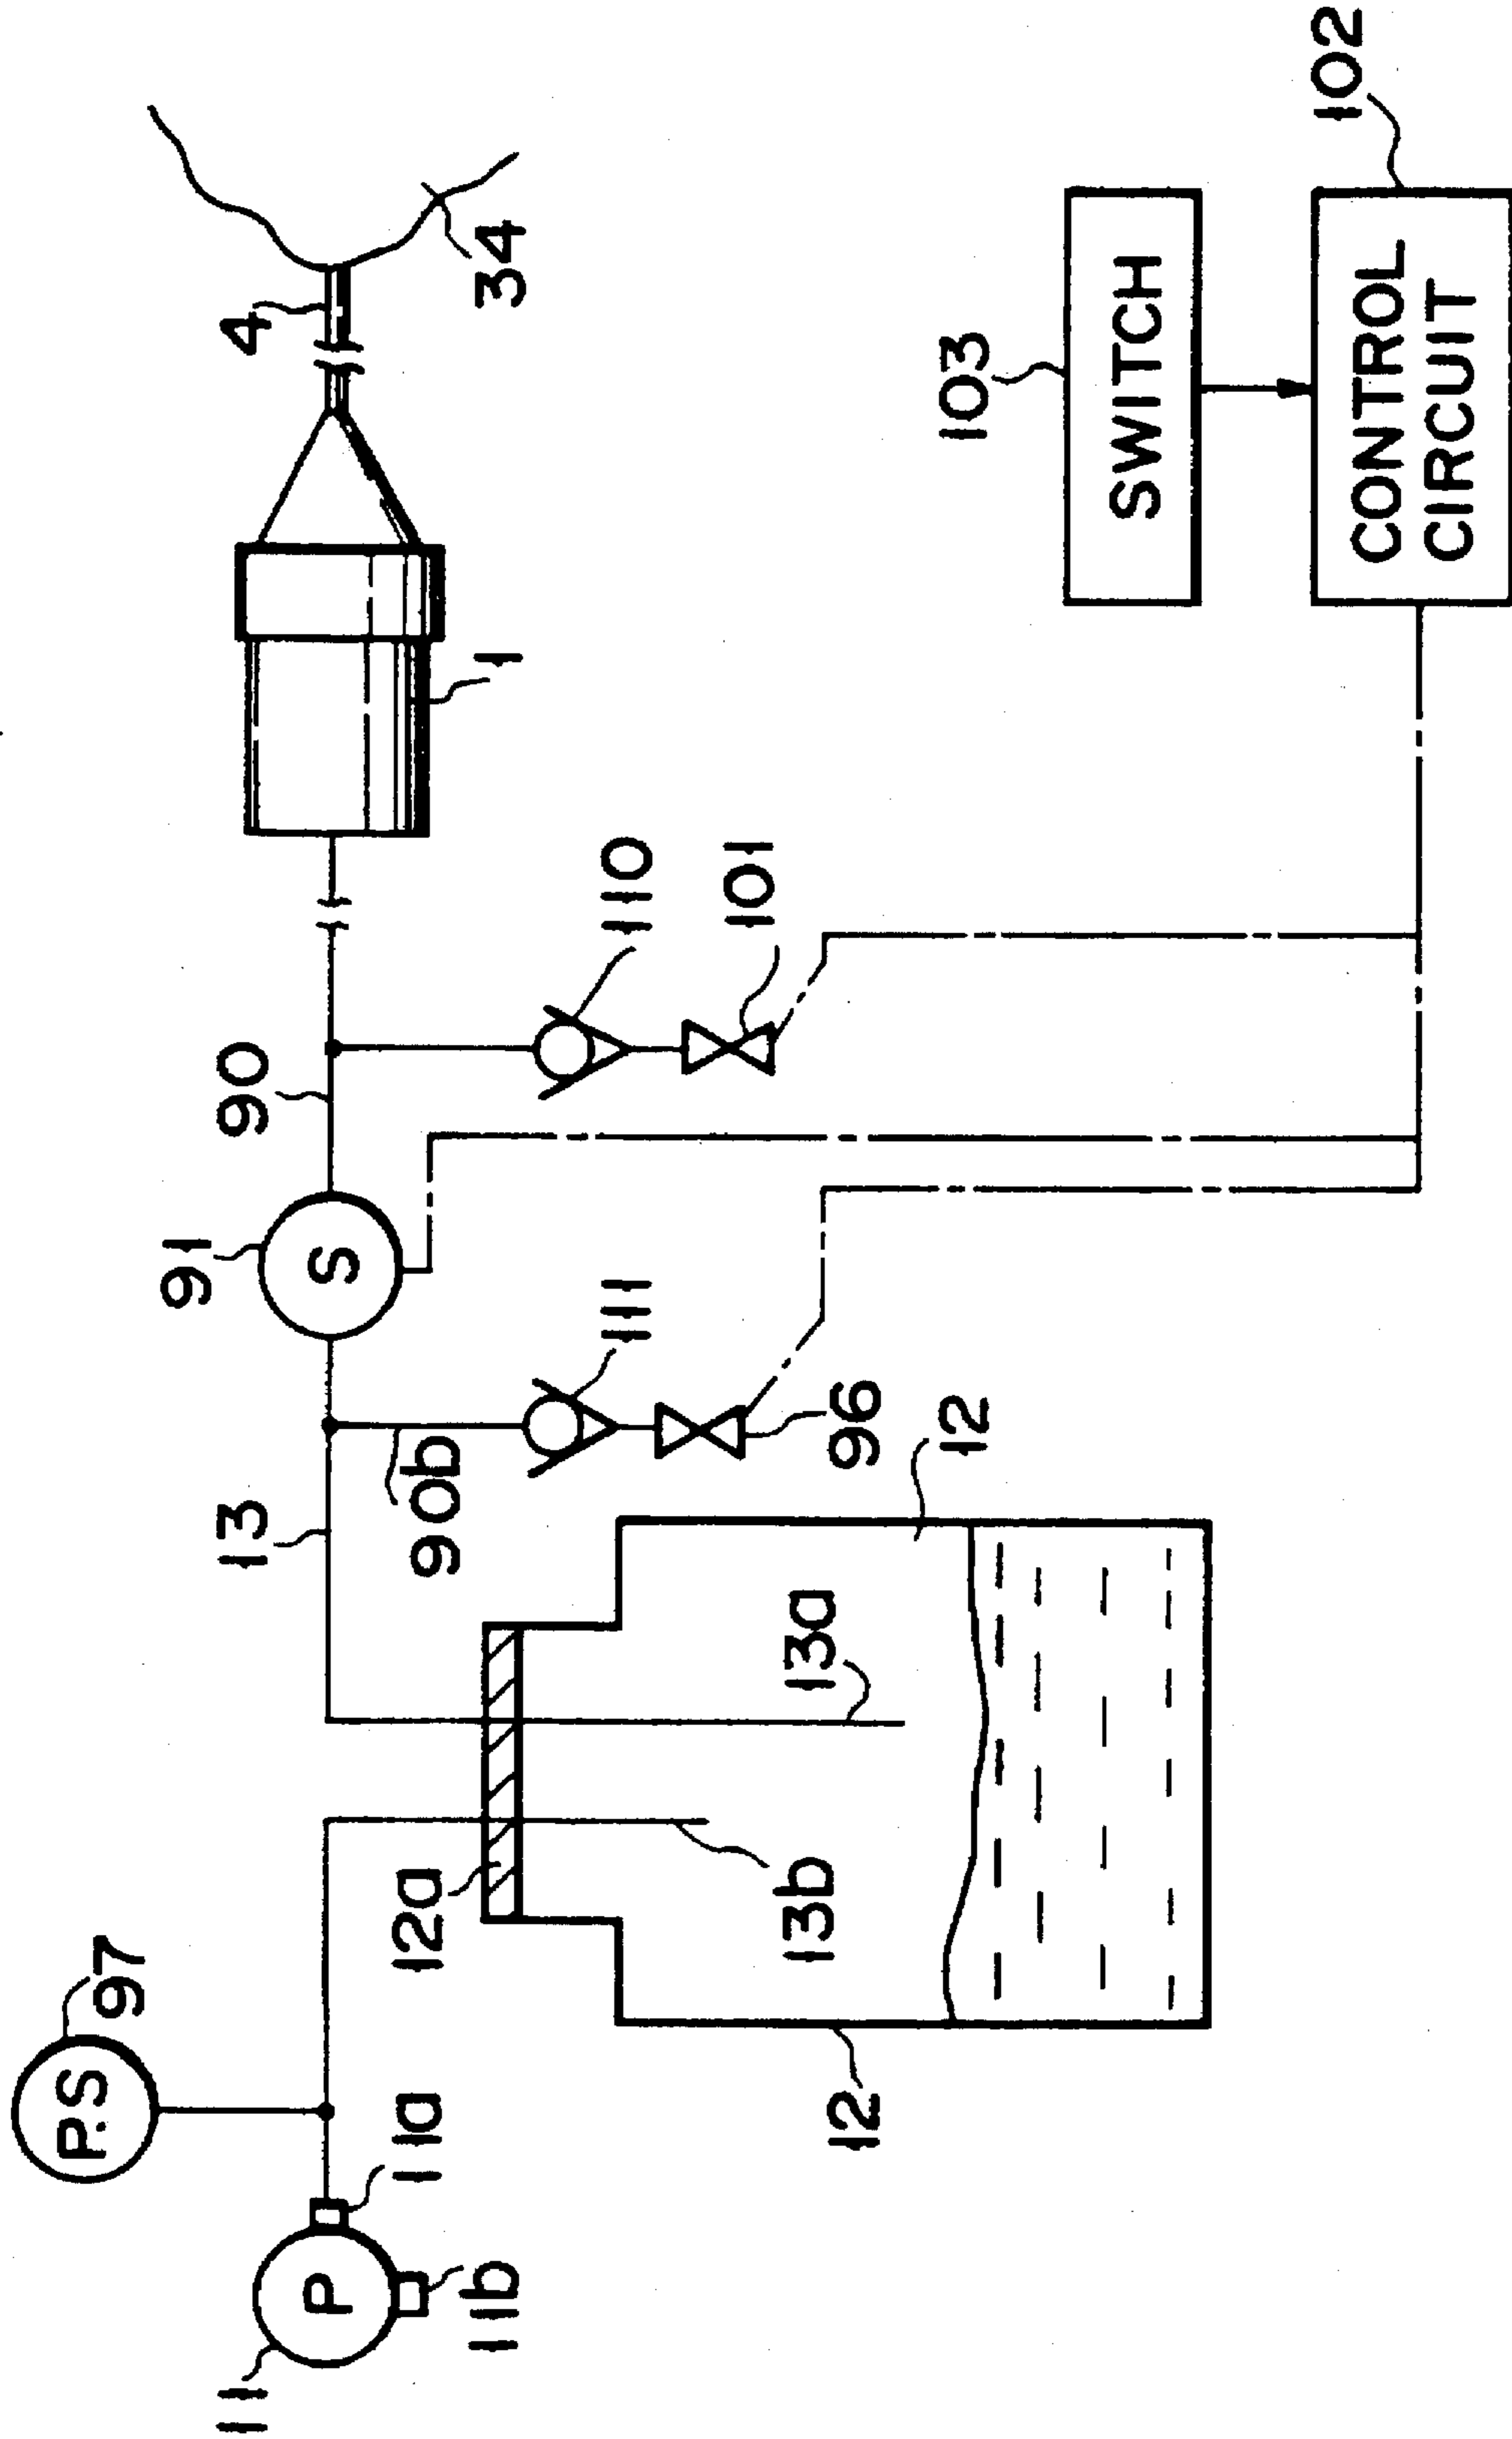 4
34
1
90
91
S
110
101
13
90b
111
96
12
13a
12a
13b
97
P.S
11a
11b
P
11
12
103
SWITCH
102
CONTROL
CIRCUIT